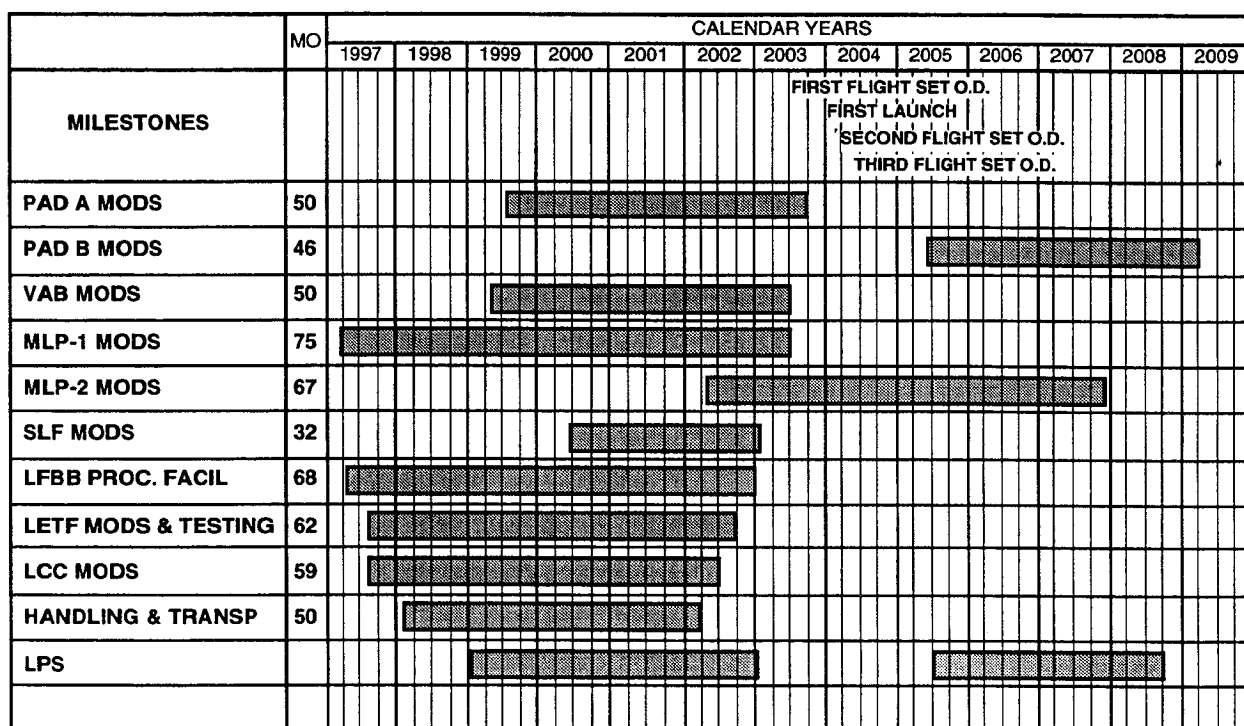 CALENDAR YEARS
MO
1997 1998 1999 2000 2001 2002 2003 2004 2005 2006 2007 2008 2009
MILESTONES
FIRST FLIGHT SET O.D.
FIRST LAUNCH
SECOND FLIGHT SET O.D.
THIRD FLIGHT SET O.D.
PAD A MODS 50
PAD B MODS 46
VAB MODS 50
MLP-1 MODS 75
MLP-2 MODS 67
SLF MODS 32
LFBB PROC. FACIL 68
LETF MODS & TESTING 62
LCC MODS 59
HANDLING & TRANSP 50
LPS